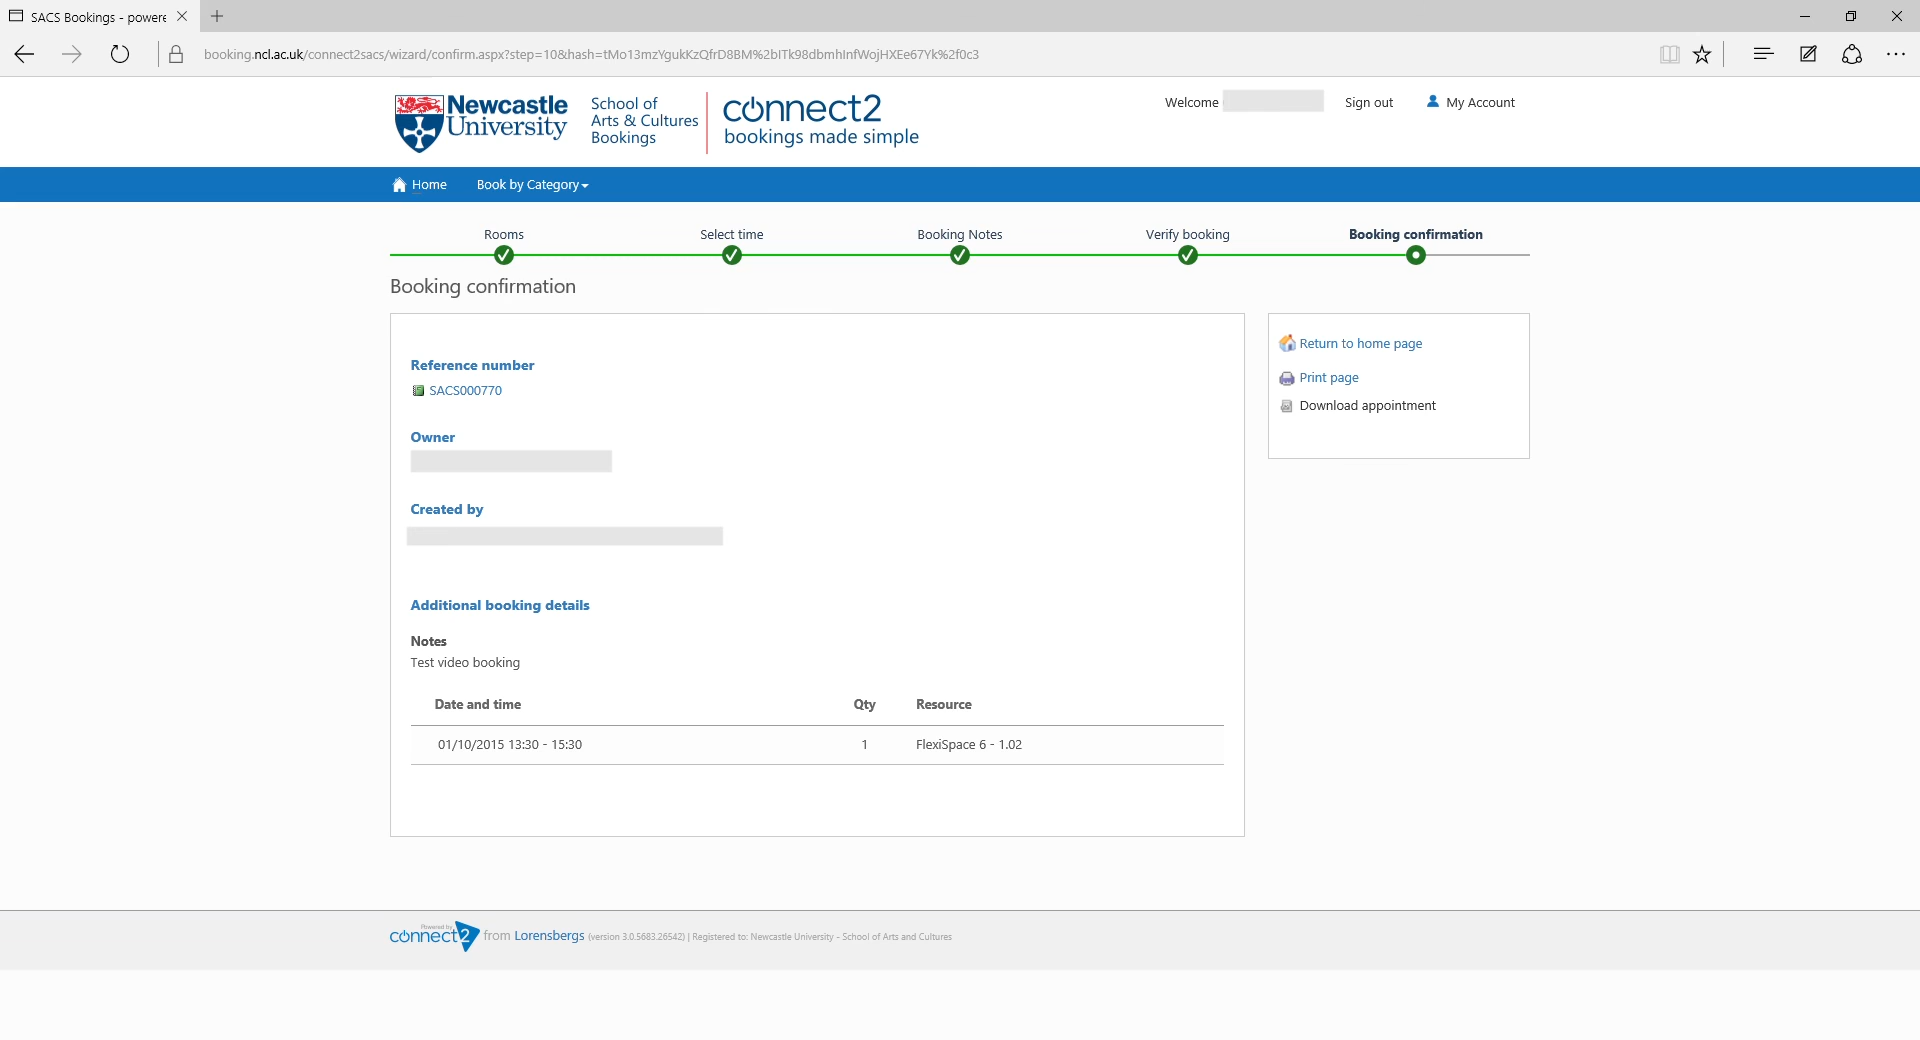 SACS Bookings - powere
booking.ncl.ac.uk/connect2sacs/wizard/confirm.aspx?step=10&hash=tMo13mzYgukKzQfrD8BM%2bITk98dbmhInfWojHXEe67Yk%2f0c3
Newcastle
University
School of
Arts & Cultures
Bookings
connect2
bookings made simple
Welcome
Sign out
My Account
Home
Book by Category
Rooms
Select time
Booking Notes
Verify booking
Booking confirmation
Booking confirmation
Reference number
SACS000770
Owner
Created by
Additional booking details
Notes
Test video booking
Date and time Qty Resource
01/10/2015 13:30 - 15:30 1 FlexiSpace 6 - 1.02
Return to home page
Print page
Download appointment
Powered by
connect2 from Lorensbergs (version 3.0.5683.26542) | Registered to: Newcastle University - School of Arts and Cultures